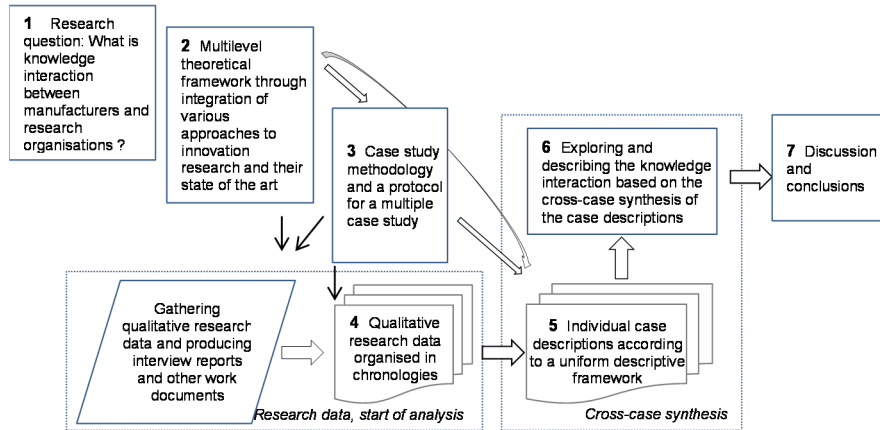 1 Research
question: What is
knowledge
interaction
between
manufacturers and
research
organisations ?
2 Multilevel
theoretical
framework through
integration of
various
approaches to
innovation
research and their
state of the art
3 Case study
methodology
and a protocol
for a multiple
case study
Gathering
qualitative research
data and producing
interview reports
and other work
documents
4 Qualitative
research data
organised in
chronologies
Research data, start of analysis
5 Individual case
descriptions according
to a uniform descriptive
framework
Cross-case synthesis
6 Exploring and
describing the knowledge
interaction based on the
cross-case synthesis of
the case descriptions
7 Discussion
and
conclusions